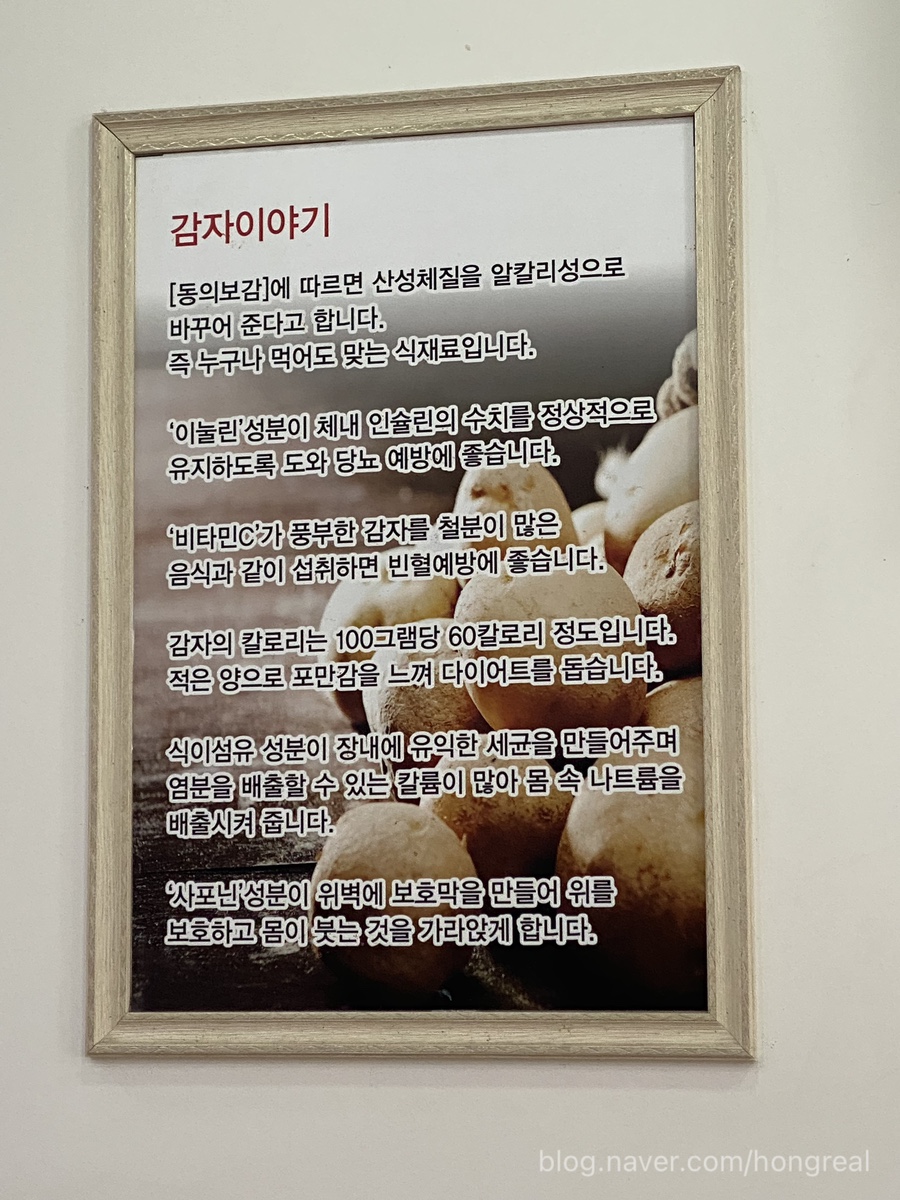 감자이야기
[동의보감]에 따르면 산성체질을 알칼리성으로
바꾸어 준다고 합니다.
즉 누구나 먹어도 맞는 식재료입니다.
'이눌린'성분이 체내 인슐린의 수치를 정상적으로
유지하도록 도와 당뇨 예방에 좋습니다.
'비타민C'가 풍부한 감자를 철분이 많은
음식과 같이 섭취하면 빈혈예방에 좋습니다.
감자의 칼로리는 100그램당 60칼로리 정도입니다.
적은 양으로 포만감을 느껴 다이어트를 돕습니다.
식이섬유 성분이 장내에 유익한 세균을 만들어주며
염분을 배출할 수 있는 칼륨이 많아 몸 속 나트륨을
배출시켜 줍니다.
'사포닌'성분이 위벽에 보호막을 만들어 위를
보호하고 몸이 붓는 것을 가라앉게 합니다.
blog.naver.com/hongreal